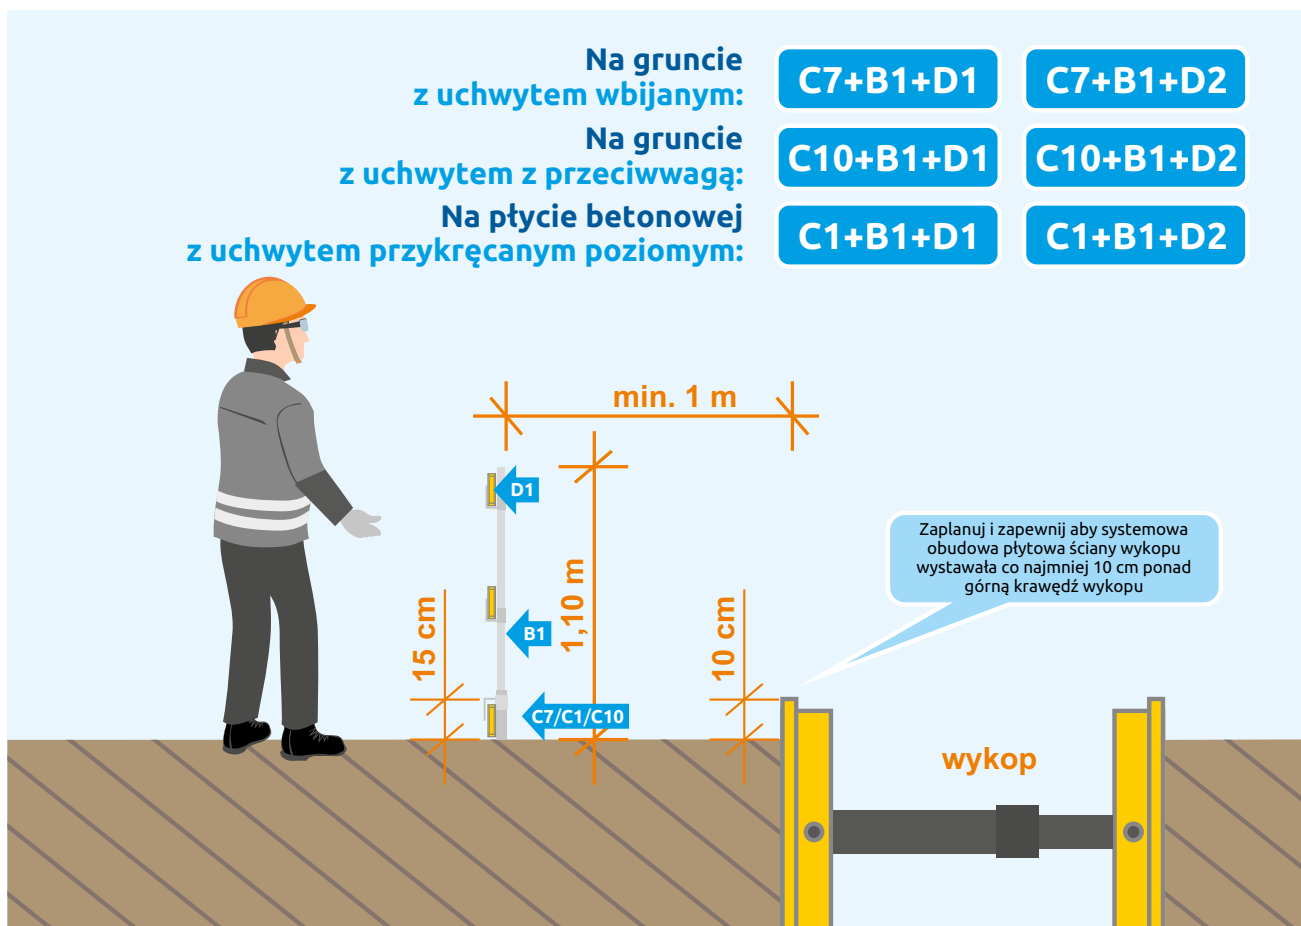 Na gruncie
z uchwytem wbijanym:
C7+B1+D1
C7+B1+D2
Na gruncie
z uchwytem z przeciwwagą:
C10+B1+D1
C10+B1+D2
Na płycie betonowej
z uchwytem przykręcanym poziomym:
C1+B1+D1
C1+B1+D2
min. 1 m
D1
1,10 m
B1
15 cm
C7/C1/C10
10 cm
Zaplanuj i zapewnij aby systemowa
obudowa płytowa ściany wykopu
wystawała co najmniej 10 cm ponad
górną krawędź wykopu
wykop